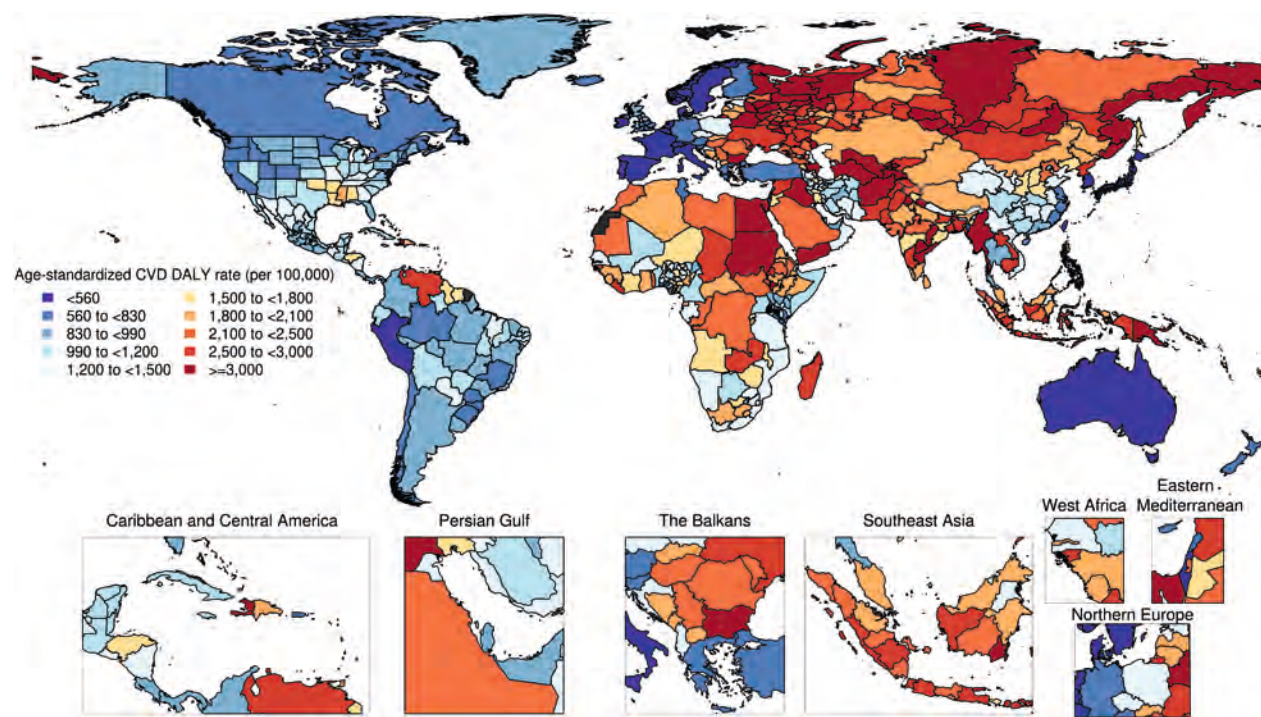 Age-standardized CVD DALY rate (per 100,000)
<560
560 to <830
830 to <990
990 to <1,200
1,200 to <1,500
1,500 to <1,800
1,800 to <2,100
2,100 to <2,500
2,500 to <3,000
>=3,000
Caribbean and Central America
Persian Gulf
The Balkans
Southeast Asia
West Africa
Eastern
Mediterranean
Northern Europe